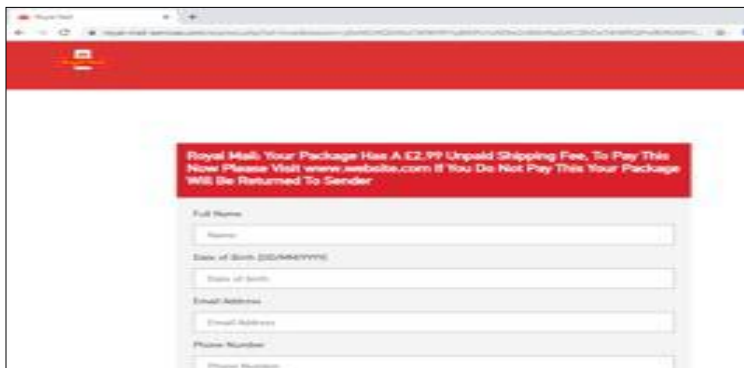 Royal Mail
Royal Mail: Your Package Has A £2.99 Unpaid Shipping Fee, To Pay This
Now Please Visit www.website.com If You Do Not Pay This Your Package
Will Be Returned To Sender
Full Name
Name
Date of Birth (DD/MM/YYYY)
Date of birth
Email Address
Email Address
Phone Number
Phone Number